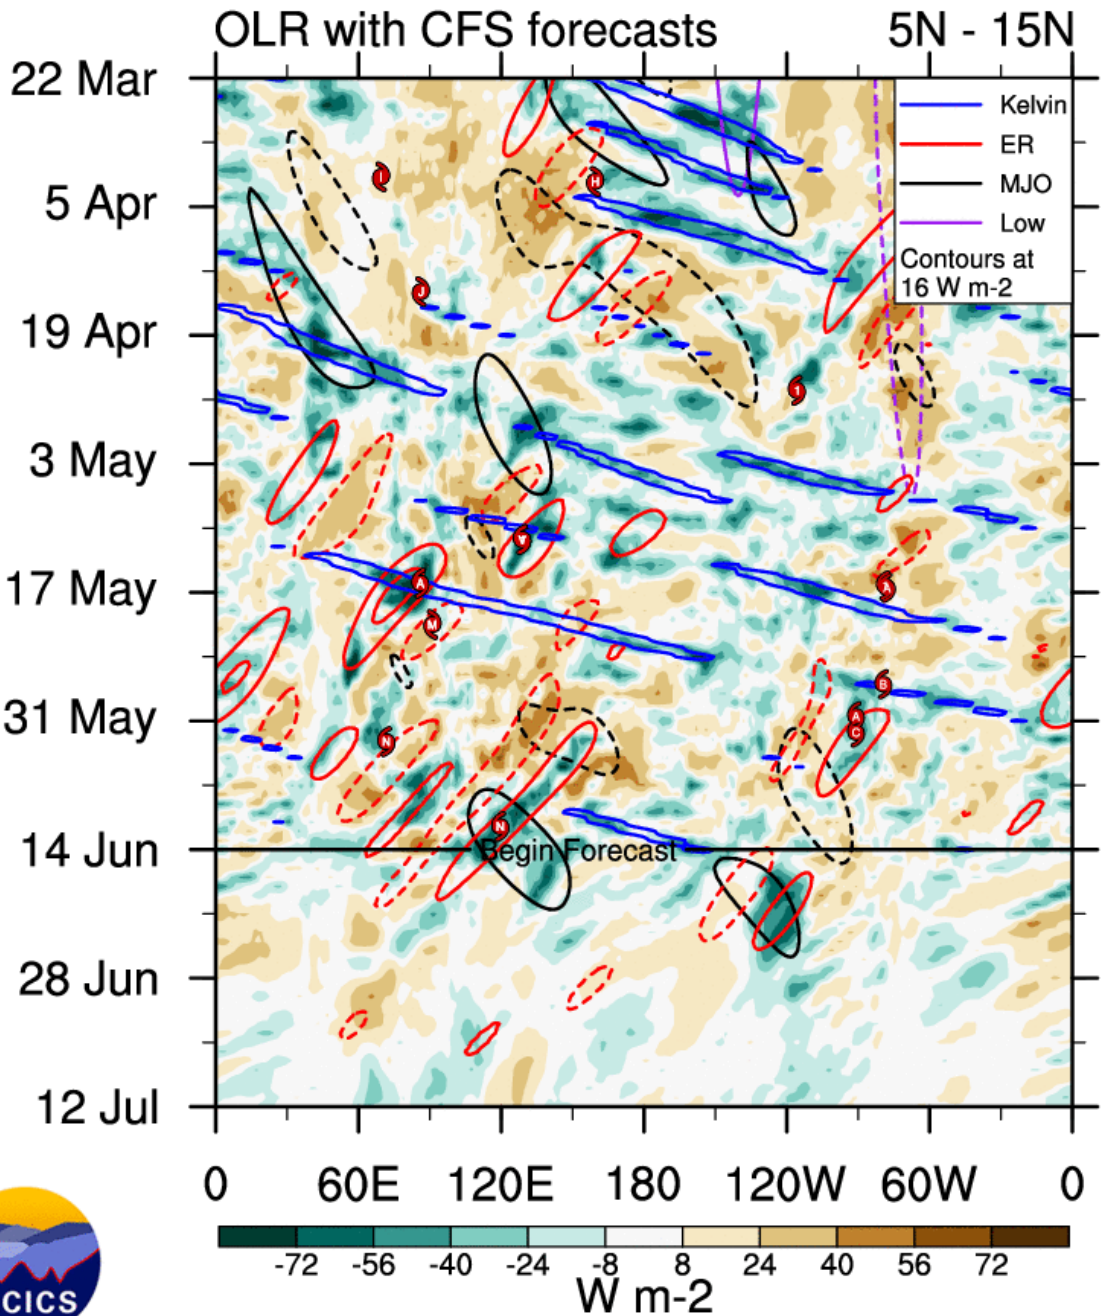 OLR with CFS forecasts 5N - 15N
22 Mar
Kelvin
ER
MJO
Low
Contours at
16 W m-2
I
H
5 Apr
J
19 Apr
1
3 May
V
17 May
A
A
M
B
31 May
A
C
N
N
14 Jun
Begin Forecast
28 Jun
12 Jul
0 60E 120E 180 120W 60W 0
-72 -56 -40 -24 -8 8 24 40 56 72
W m-2
CICS